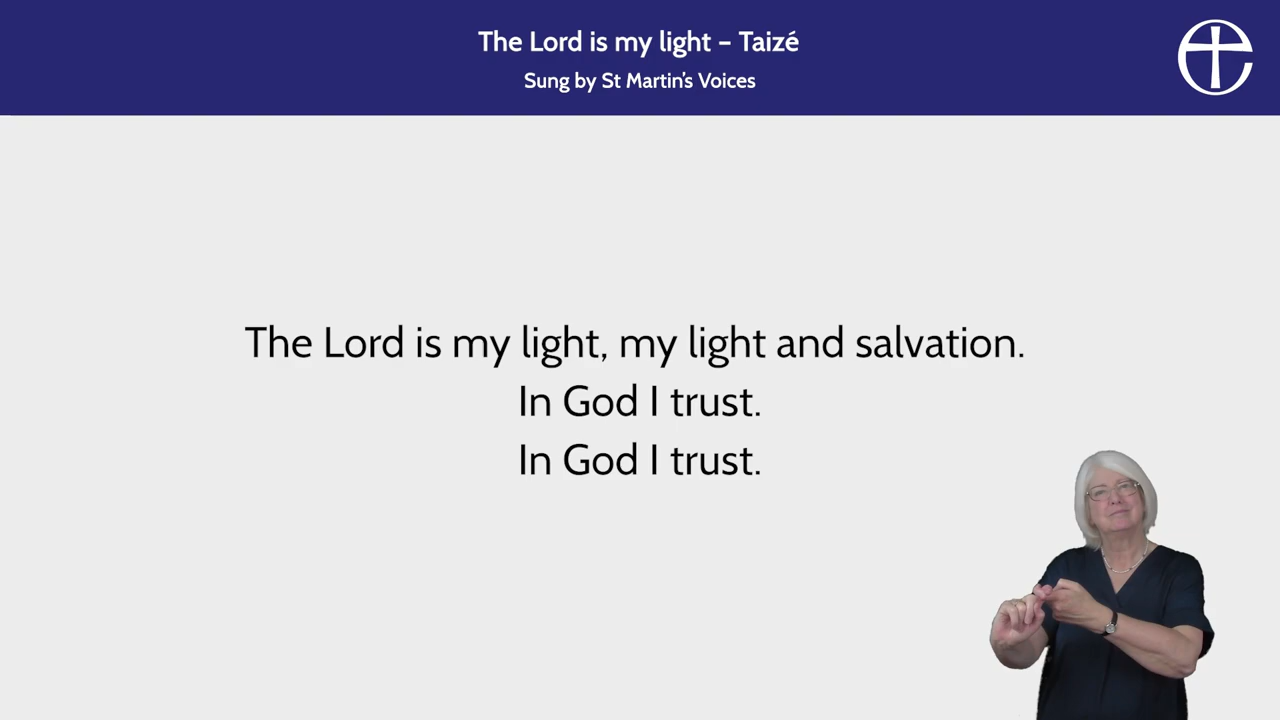 The Lord is my light – Taizé
Sung by St Martin's Voices
The Lord is my light, my light and salvation.
In God I trust.
In God I trust.